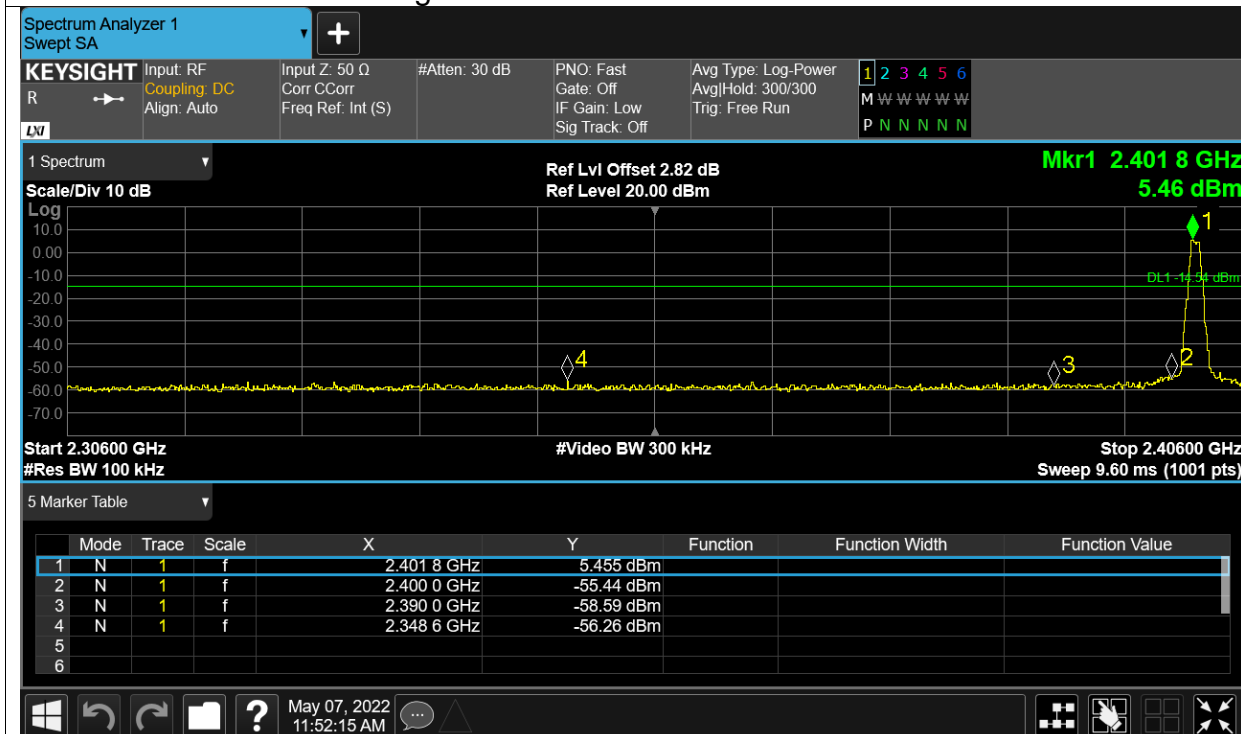 Spectrum Analyzer 1
Swept SA
+
KEYSIGHT Input: RF Input Z: 50 Ω #Atten: 30 dB PNO: Fast Avg Type: Log-Power 1 2 3 4 5 6
R Coupling: DC Corr CCorr Gate: Off Avg|Hold: 300/300 M W W W W W
Align: Auto Freq Ref: Int (S) IF Gain: Low Trig: Free Run
LXI Sig Track: Off P N N N N N
1 Spectrum Ref Lvl Offset 2.82 dB Mkr1 2.401 8 GHz
Scale/Div 10 dB Ref Level 20.00 dBm 5.46 dBm
Log
10.0 1
0.00
-10.0 DL1 -14.54 dBm
-20.0
-30.0
-40.0
-50.0 4 3 2
-60.0
-70.0
Start 2.30600 GHz #Video BW 300 kHz Stop 2.40600 GHz
#Res BW 100 kHz Sweep 9.60 ms (1001 pts)
5 Marker Table
Mode Trace Scale X Y Function Function Width Function Value
1 N 1 f 2.401 8 GHz 5.455 dBm
2 N 1 f 2.400 0 GHz -55.44 dBm
3 N 1 f 2.390 0 GHz -58.59 dBm
4 N 1 f 2.348 6 GHz -56.26 dBm
5
6
? May 07, 2022
11:52:15 AM